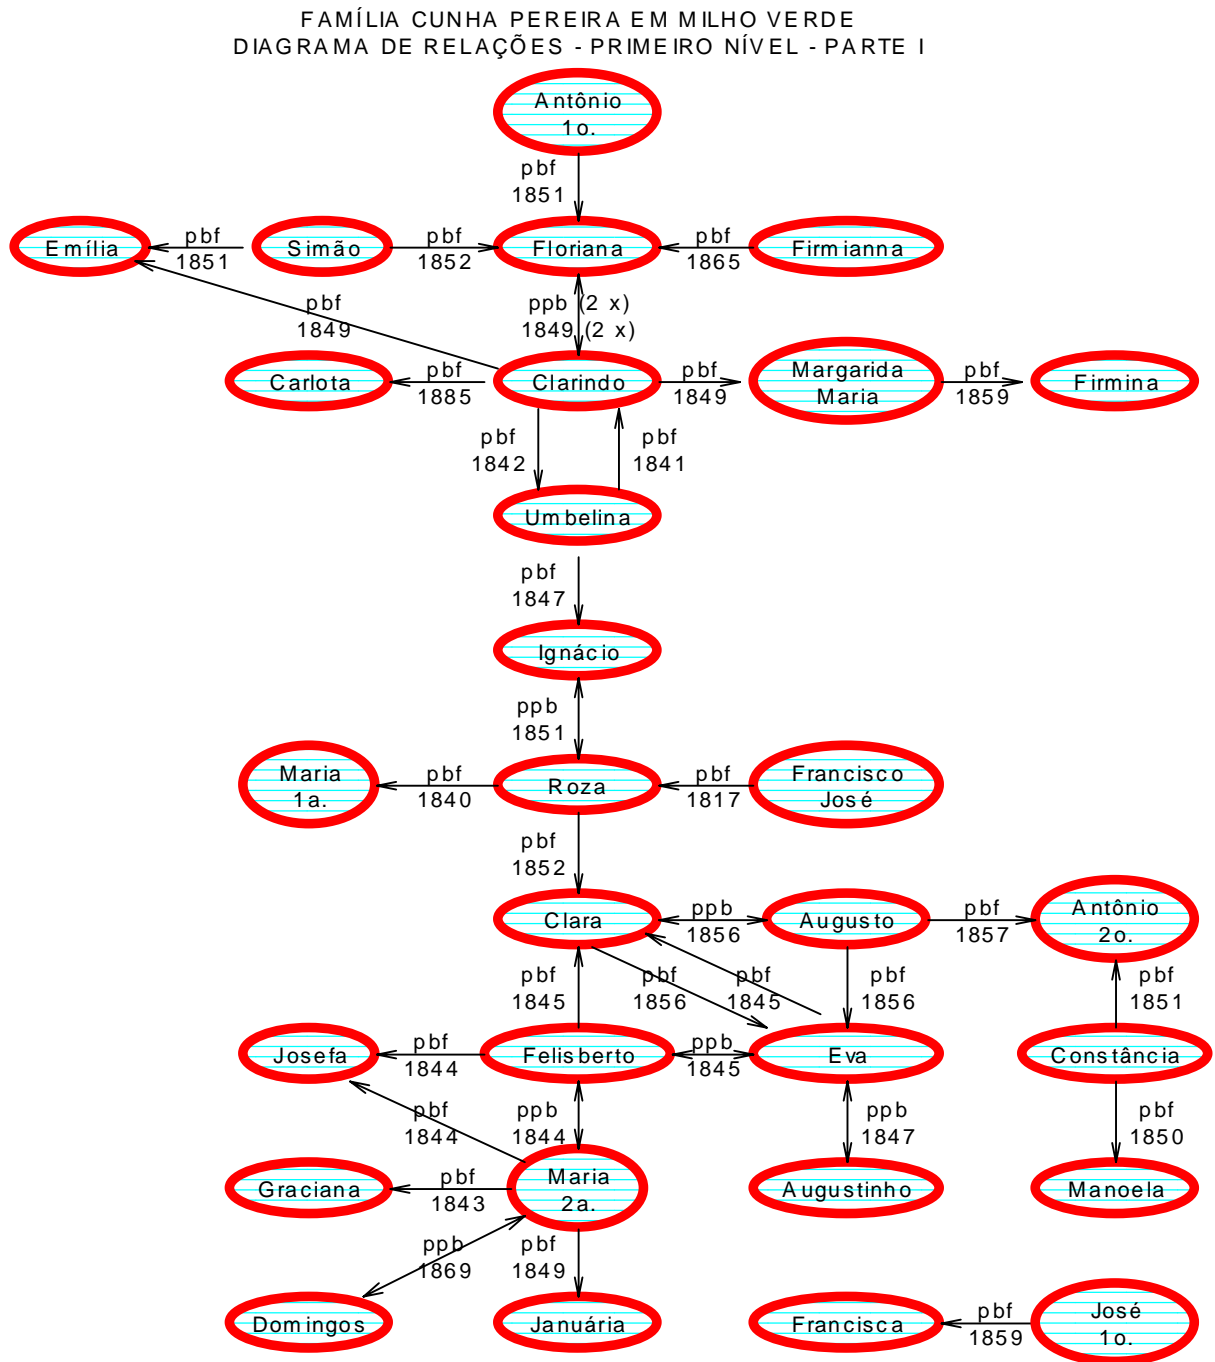 FAMÍLIA CUNHA PEREIRA EM MILHO VERDE
DIAGRAMA DE RELAÇÕES - PRIMEIRO NÍVEL - PARTE I
Antônio
1o.
pbf
1851
Emília
pbf
1851
Simão
pbf
1852
Floriana
pbf
1865
Firmianna
pbf
1849
ppb (2 x)
1849 (2 x)
Carlota
pbf
1885
Clarindo
pbf
1849
Margarida
Maria
pbf
1859
Firmina
pbf
1842
pbf
1841
Umbelina
pbf
1847
Ignácio
ppb
1851
Maria
1a.
pbf
1840
Roza
pbf
1817
Francisco
José
pbf
1852
Clara
ppb
1856
Augusto
pbf
1857
Antônio
2o.
pbf
1845
pbf
1856
pbf
1845
pbf
1856
pbf
1851
Josefa
pbf
1844
Felisberto
ppb
1845
Eva
Constância
pbf
1844
ppb
1844
ppb
1847
pbf
1850
Graciana
pbf
1843
Maria
2a.
Augustinho
Manoela
ppb
1869
pbf
1849
Domingos
Januária
Francisca
pbf
1859
José
1o.